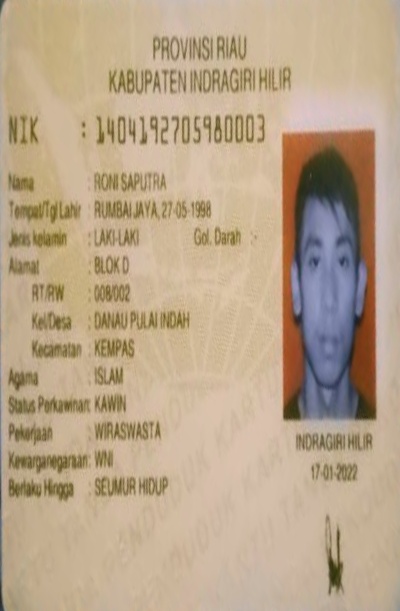 PROVINSI RIAU
KABUPATEN INDRAGIRI HILIR
NIK : 1404192705980003
Nama : RONI SAPUTRA
Tempat/Tgl Lahir : RUMBAI JAYA, 27-05-1998
Jenis kelamin : LAKI-LAKI Gol. Darah :-
Alamat : BLOK D
RT/RW : 008/002
Kel/Desa : DANAU PULAI INDAH
Kecamatan : KEMPAS
Agama : ISLAM
Status Perkawinan: KAWIN
Pekerjaan : WIRASWASTA
Kewarganegaraan: WNI
Berlaku Hingga : SEUMUR HIDUP
INDRAGIRI HILIR
17-01-2022